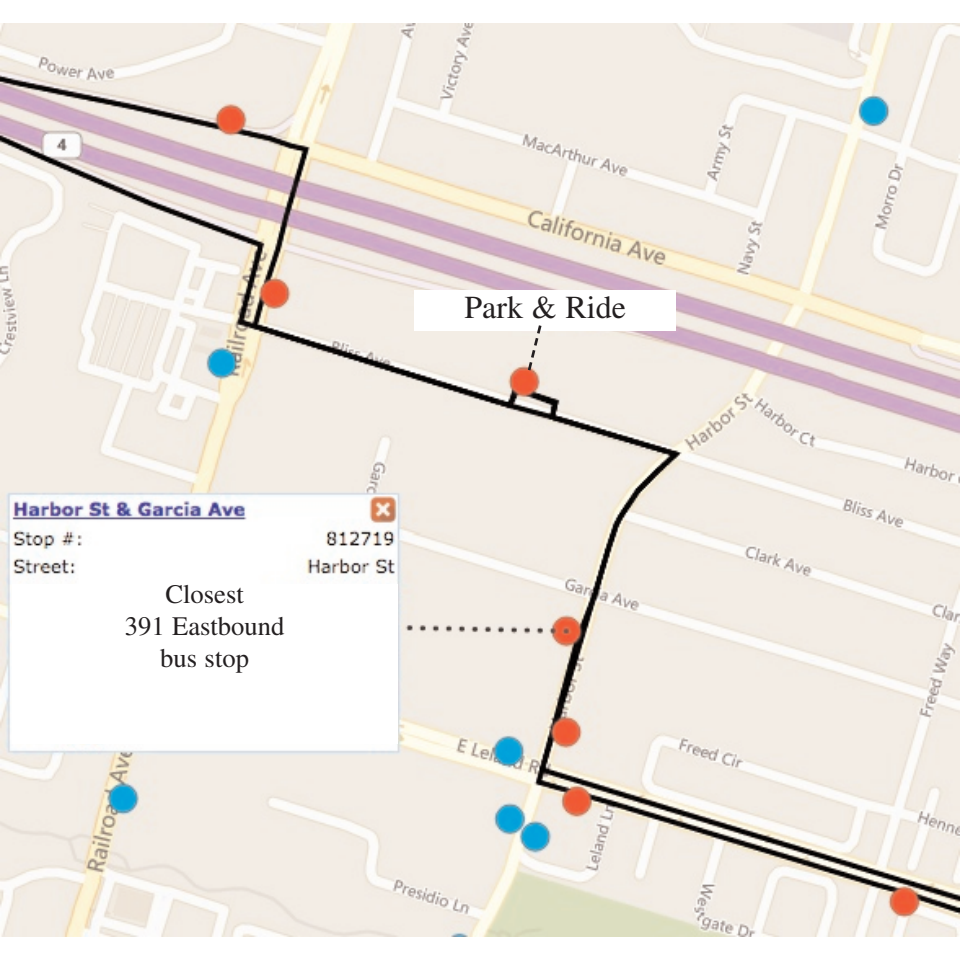 Power Ave
Victory Ave
4
MacArthur Ave
Army St
Morro Dr
California Ave
Navy St
Crestview Ln
Railroad Ave
Park & Ride
Bliss Ave
Harbor St
Harbor Ct
Harbor
Bliss Ave
Clark Ave
Harbor St & Garcia Ave
Stop #: 812719
Street: Harbor St
Closest
391 Eastbound
bus stop
Garcia Ave
Freed Way
Harbor St
E Leland Rd
Freed Cir
Railroad Ave
Leland Ln
Presidio Ln